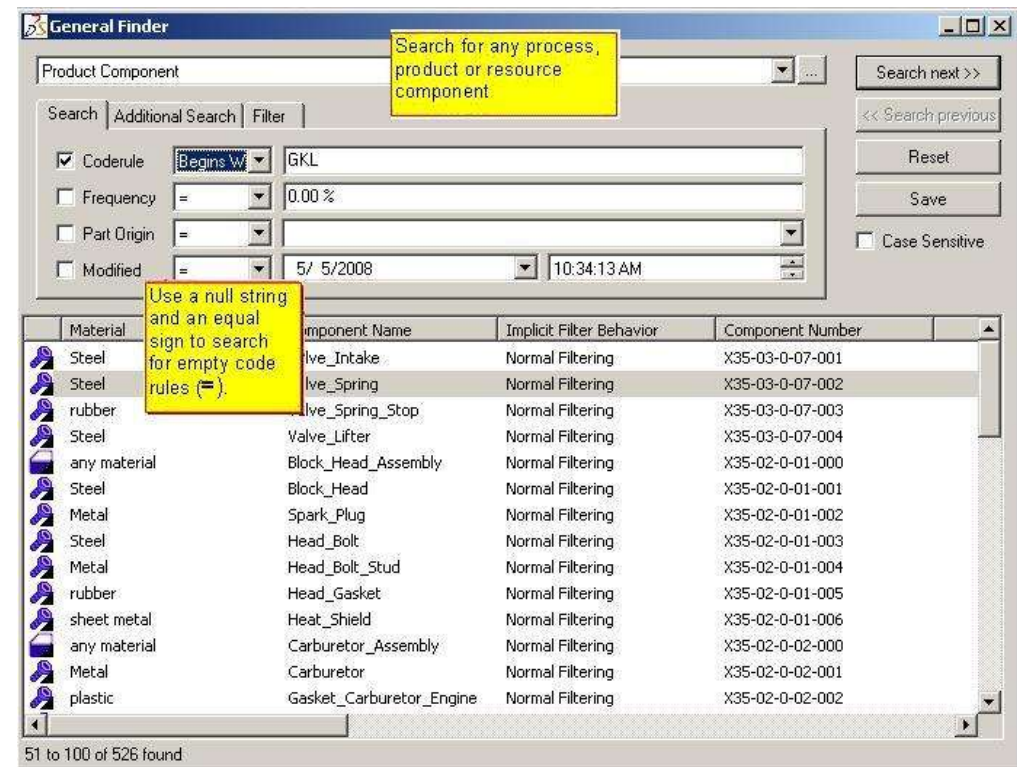 General Finder
Search for any process,
product or resource
component
Product Component
...
Search next >>
<< Search previous
Reset
Save
Case Sensitive
Search Additional Search Filter
Coderule Begins W GKL
Frequency = 0.00 %
Part Origin =
Modified = 5/ 5/2008 10:34:13 AM
Use a null string
and an equal
sign to search
for empty code
rules (=).
Material Component Name Implicit Filter Behavior Component Number
Steel Valve_Intake Normal Filtering X35-03-0-07-001
Steel Valve_Spring Normal Filtering X35-03-0-07-002
rubber Valve_Spring_Stop Normal Filtering X35-03-0-07-003
Steel Valve_Lifter Normal Filtering X35-03-0-07-004
any material Block_Head_Assembly Normal Filtering X35-02-0-01-000
Steel Block_Head Normal Filtering X35-02-0-01-001
Metal Spark_Plug Normal Filtering X35-02-0-01-002
Steel Head_Bolt Normal Filtering X35-02-0-01-003
Metal Head_Bolt_Stud Normal Filtering X35-02-0-01-004
rubber Head_Gasket Normal Filtering X35-02-0-01-005
sheet metal Heat_Shield Normal Filtering X35-02-0-01-006
any material Carburetor_Assembly Normal Filtering X35-02-0-02-000
Metal Carburetor Normal Filtering X35-02-0-02-001
plastic Gasket_Carburetor_Engine Normal Filtering X35-02-0-02-002
51 to 100 of 526 found